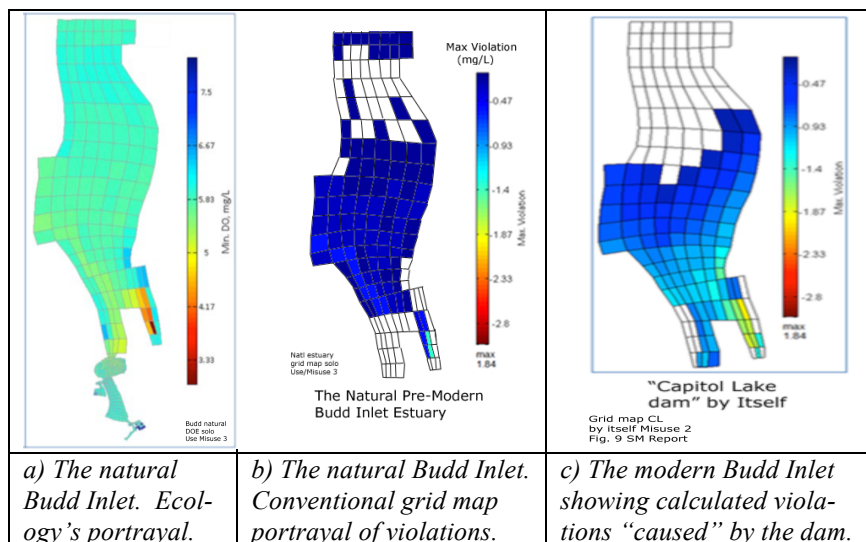 7.5
6.67
5.83
5
4.17
3.33
Min. DO, mg/L
Budd natural
DOE solo
Use Misuse 3
Max Violation
(mg/L)
-0.47
-0.93
-1.4
-1.87
-2.33
-2.8
max
1.84
Natl estuary
grid map solo
Use/Misuse 3
The Natural Pre-Modern
Budd Inlet Estuary
-0.47
-0.93
-1.4
-1.87
-2.33
-2.8
Max. Violation
max
1.84
"Capitol Lake
dam" by Itself
Grid map CL
by itself Misuse 2
Fig. 9 SM Report
a) The natural
Budd Inlet. Ecol-
ogy's portrayal.
b) The natural Budd Inlet.
Conventional grid map
portrayal of violations.
c) The modern Budd Inlet
showing calculated viola-
tions "caused" by the dam.